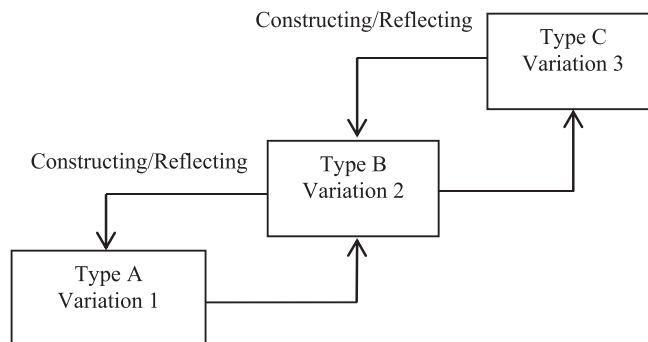 Constructing/Reflecting
Type C
Variation 3
Constructing/Reflecting
Type B
Variation 2
Type A
Variation 1